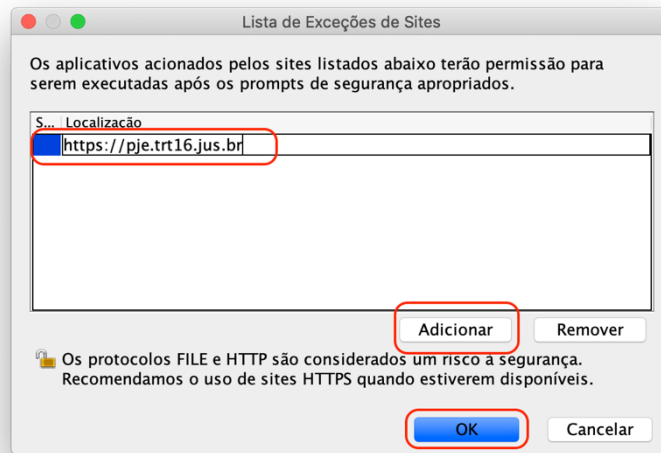 Lista de Exceções de Sites
Os aplicativos acionados pelos sites listados abaixo terão permissão para
serem executadas após os prompts de segurança apropriados.
S... Localização
https://pje.trt16.jus.br
Adicionar Remover
Os protocolos FILE e HTTP são considerados um risco à segurança.
Recomendamos o uso de sites HTTPS quando estiverem disponíveis.
OK Cancelar